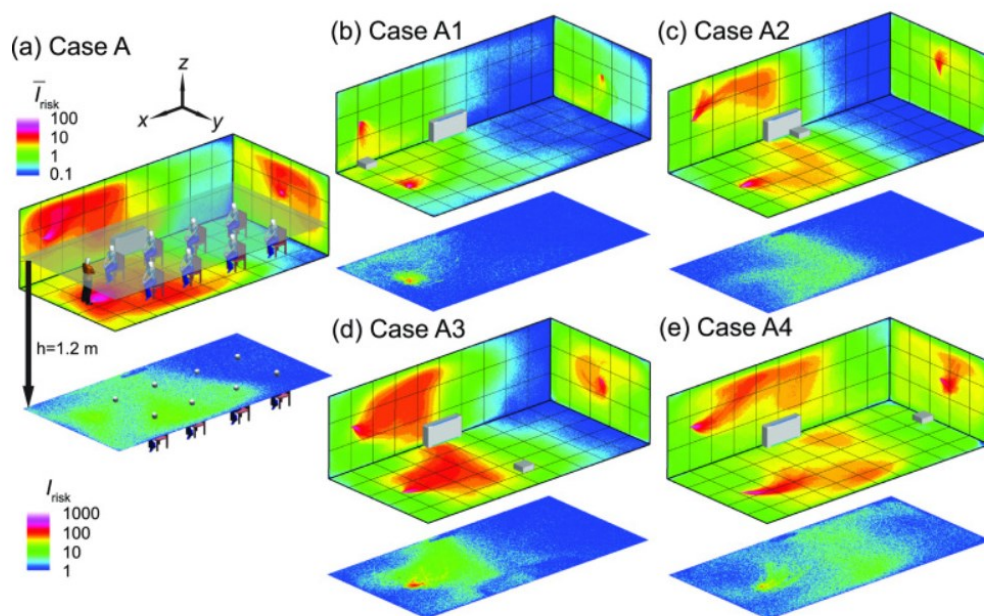 (a) Case A
I̅risk
100
10
1
0.1
z
x
y
h=1.2 m
Irisk
1000
100
10
1
(b) Case A1
(c) Case A2
(d) Case A3
(e) Case A4